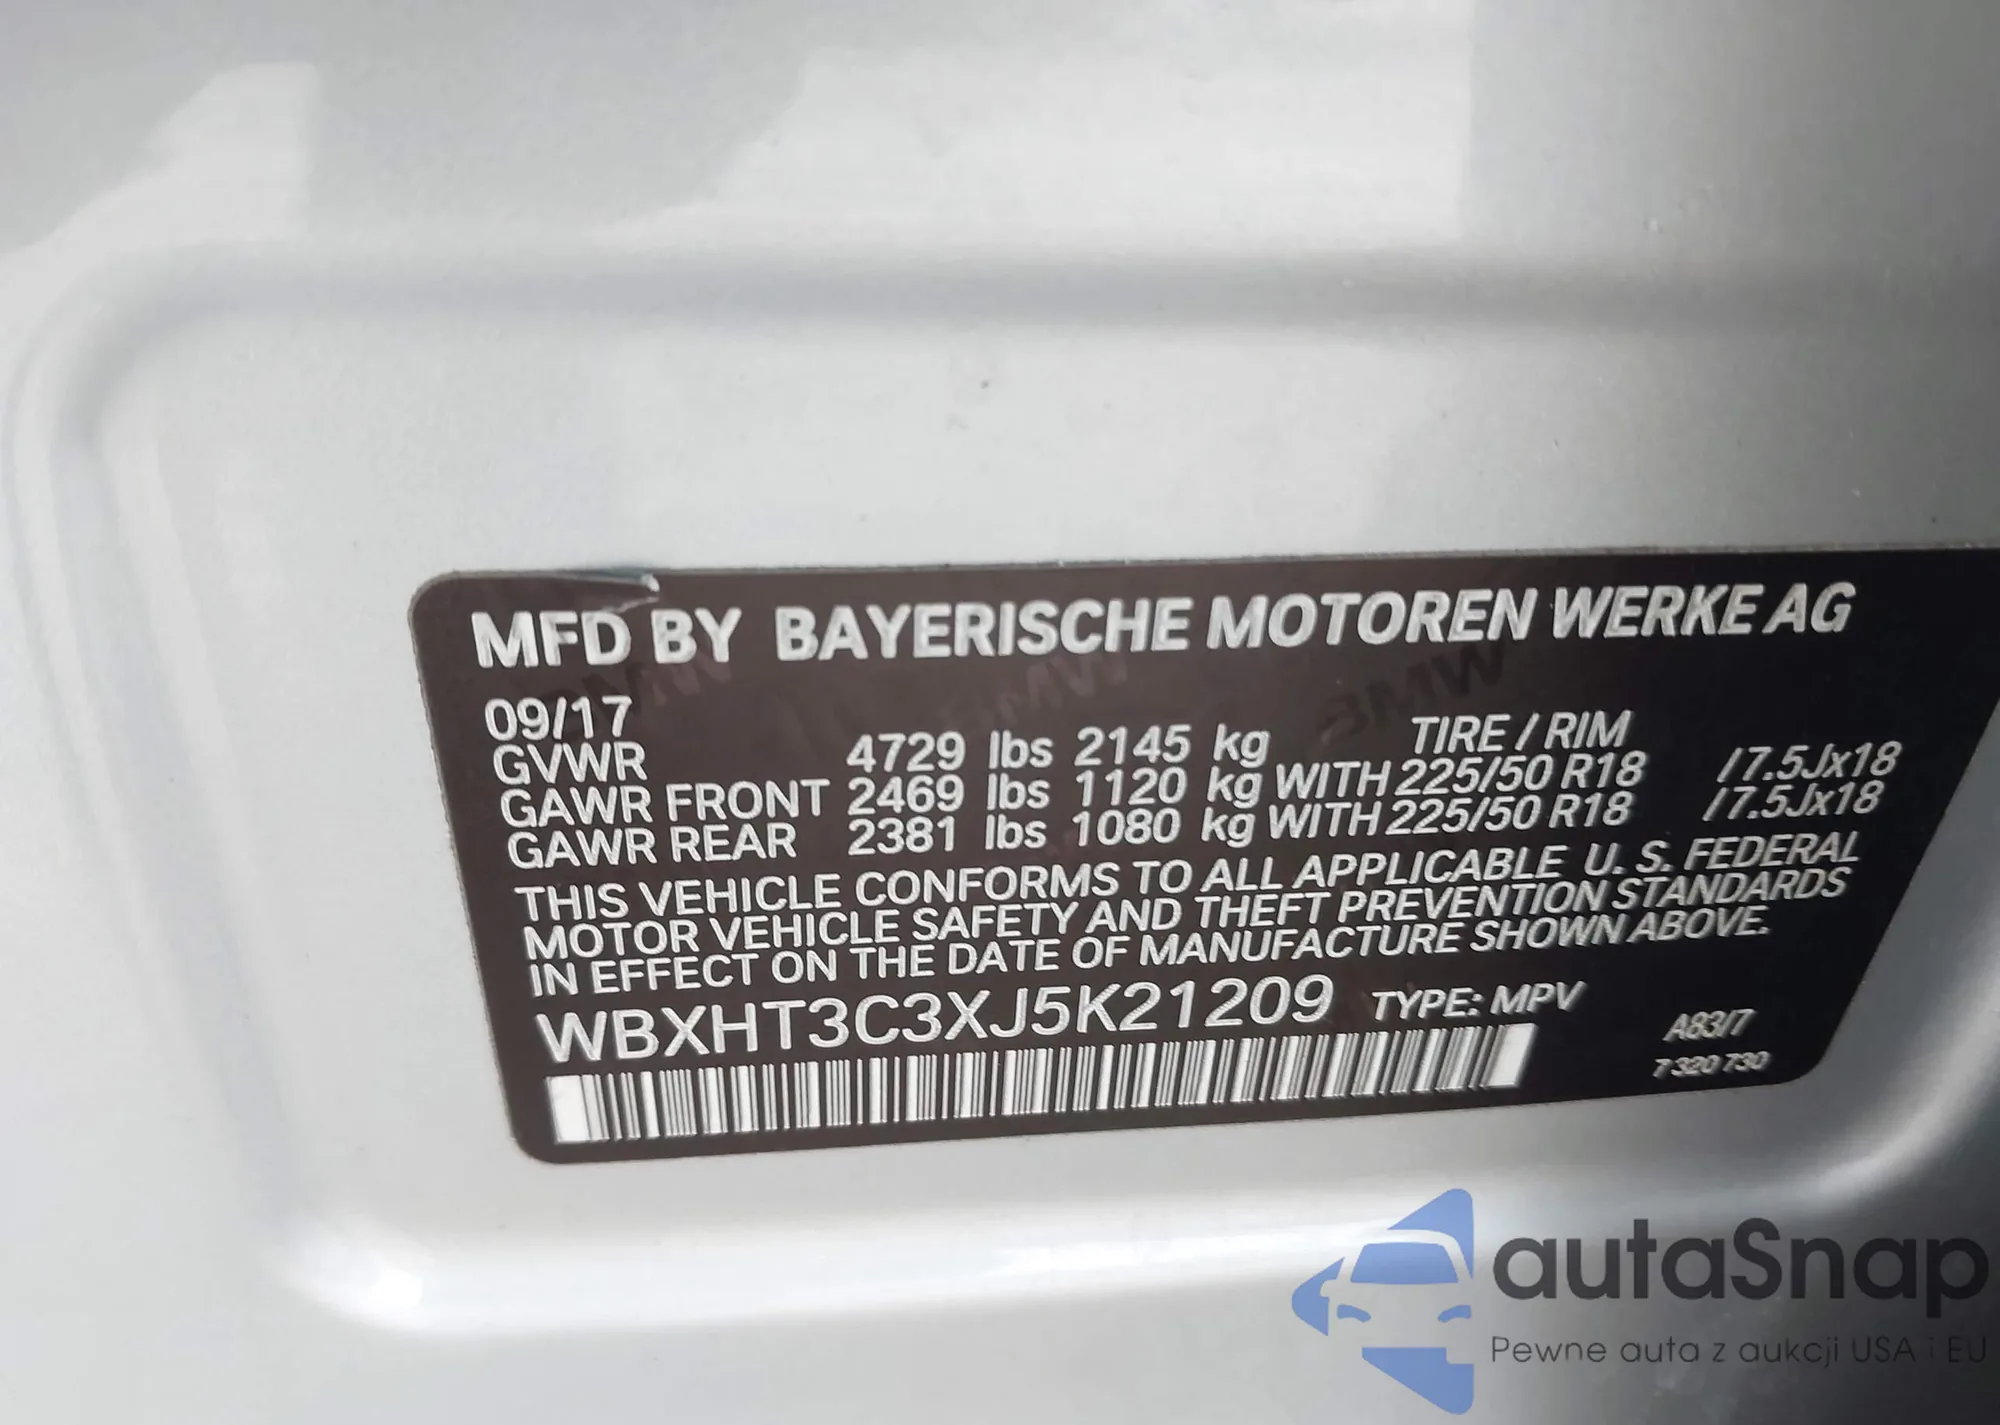 MFD BY BAYERISCHE MOTOREN WERKE AG
09/17 TIRE / RIM
GVWR 4729 lbs 2145 kg
GAWR FRONT 2469 lbs 1120 kg WITH 225/50 R18 /7.5Jx18
GAWR REAR 2381 lbs 1080 kg WITH 225/50 R18 /7.5Jx18
THIS VEHICLE CONFORMS TO ALL APPLICABLE U. S. FEDERAL
MOTOR VEHICLE SAFETY AND THEFT PREVENTION STANDARDS
IN EFFECT ON THE DATE OF MANUFACTURE SHOWN ABOVE.
WBXHT3C3XJ5K21209 TYPE: MPV
A83/7
7 320 730
BMW BMW BMW
autaSnap
Pewne auta z aukcji USA i EU